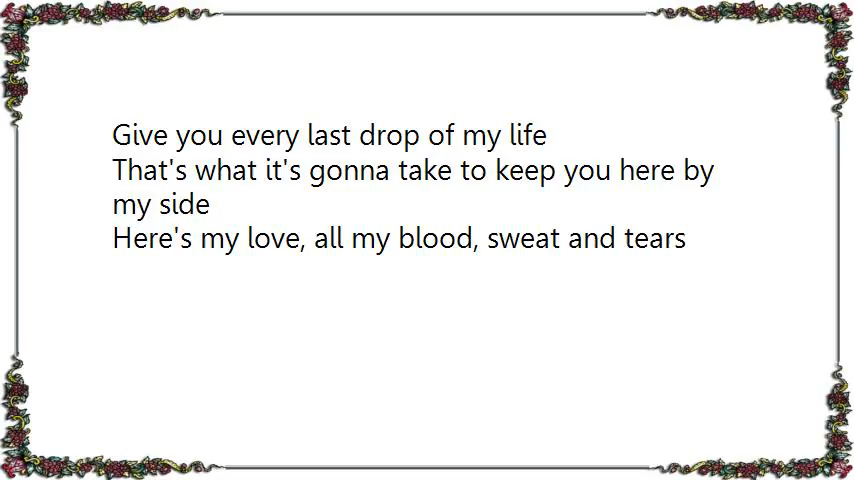 Give you every last drop of my life
That's what it's gonna take to keep you here by
my side
Here's my love, all my blood, sweat and tears